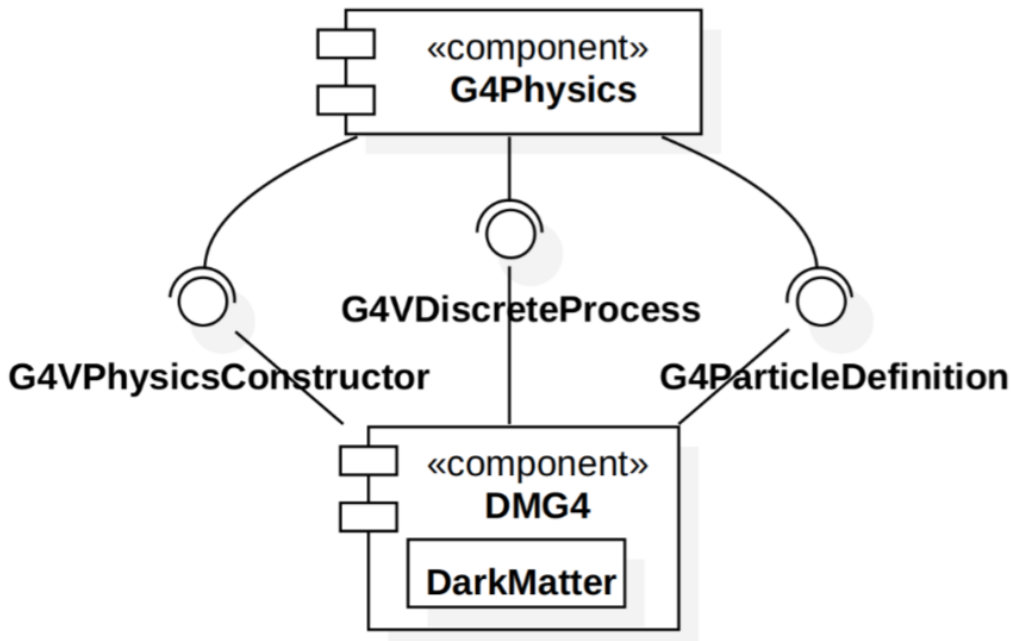 «component»
G4Physics
G4VDiscreteProcess
G4VPhysicsConstructor
G4ParticleDefinition
«component»
DMG4
DarkMatter